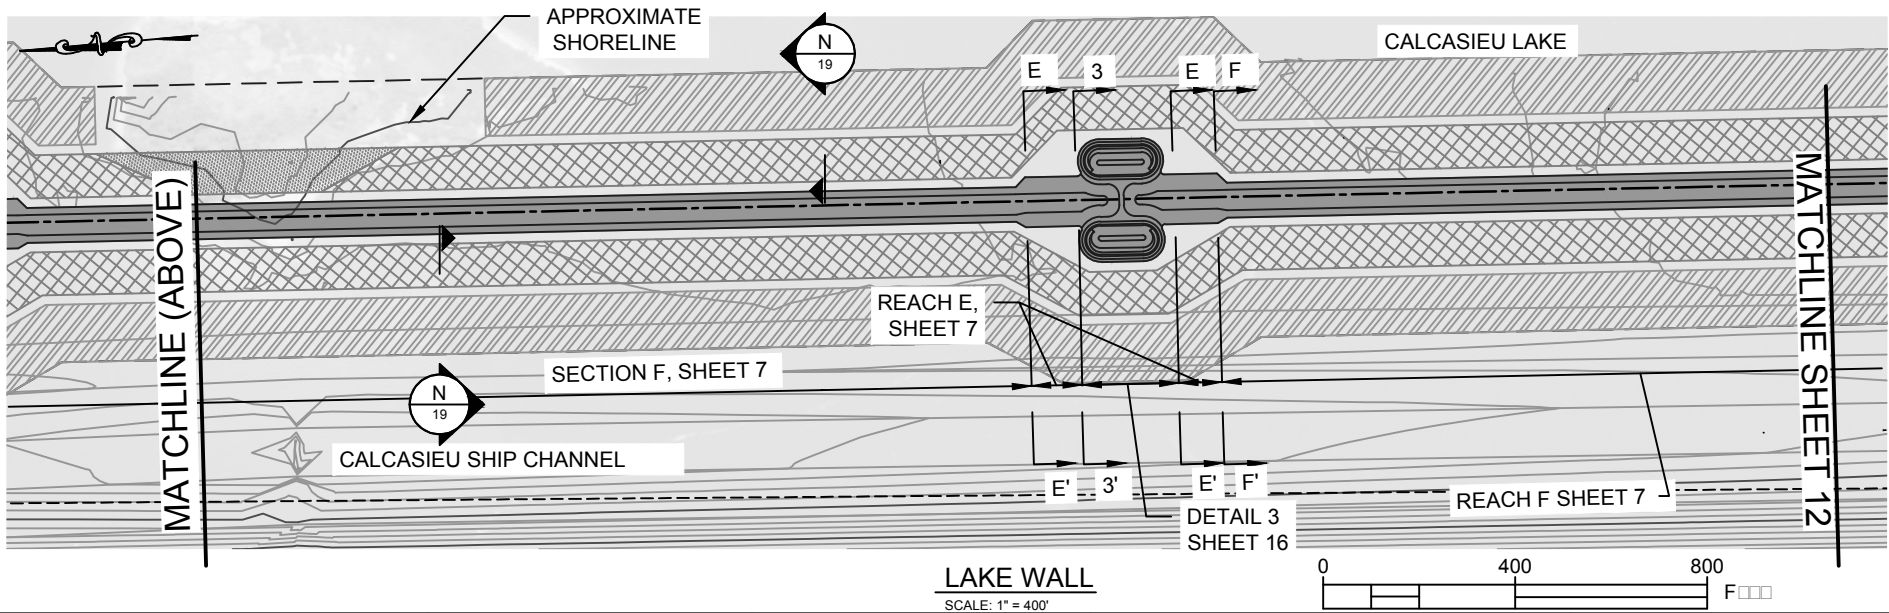 APPROXIMATE
SHORELINE
N
19
CALCASIEU LAKE
E
3
E
F
MATCHLINE (ABOVE)
MATCHLINE SHEET 12
REACH E,
SHEET 7
SECTION F, SHEET 7
N
19
CALCASIEU SHIP CHANNEL
E'
3'
E'
F'
REACH F SHEET 7
DETAIL 3
SHEET 16
LAKE WALL
SCALE: 1" = 400'
0
400
800
F